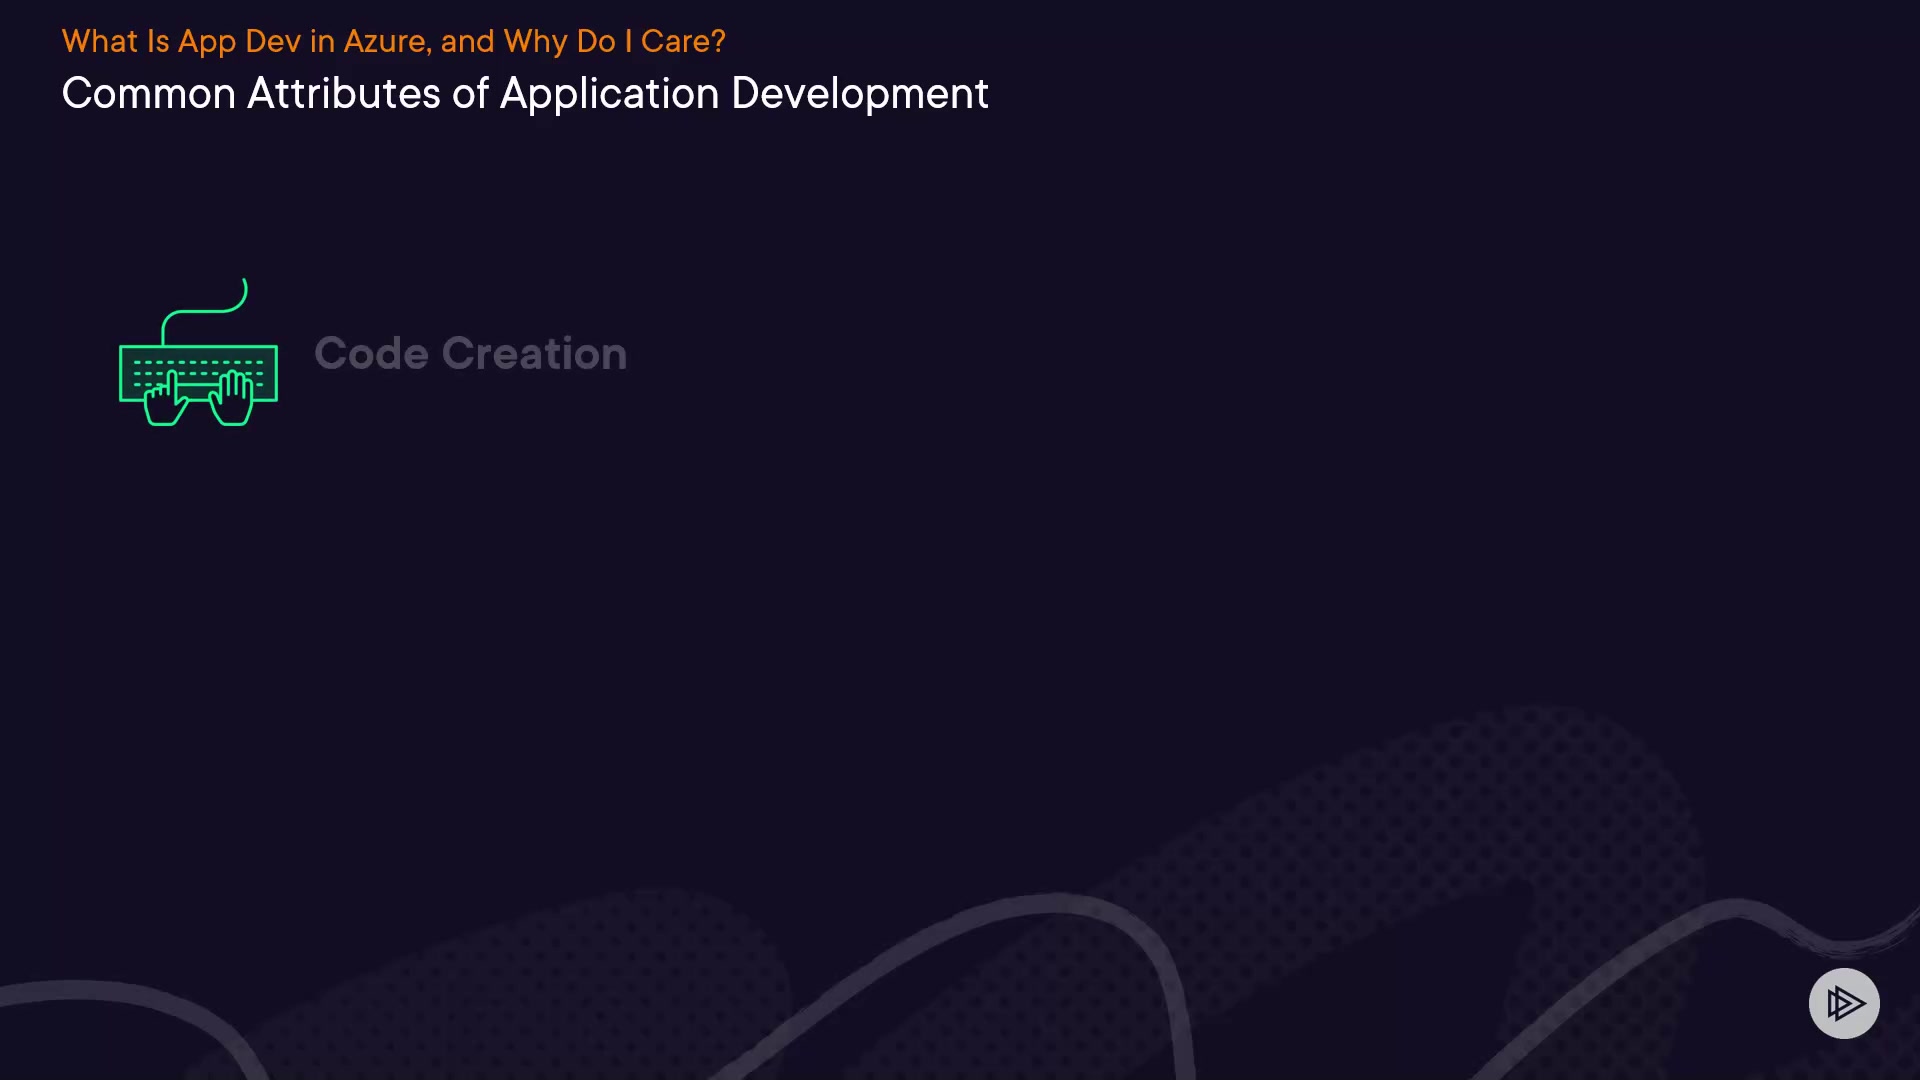 What Is App Dev in Azure, and Why Do I Care?
Common Attributes of Application Development
Code Creation